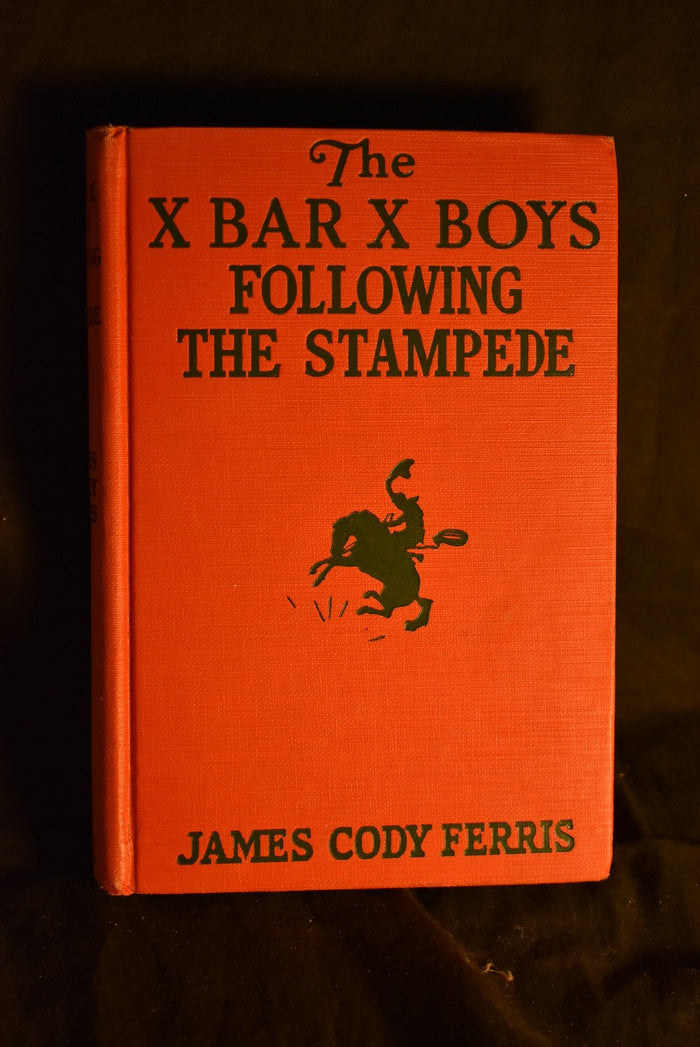 The
X BAR X BOYS
FOLLOWING
THE STAMPEDE
JAMES CODY FERRIS